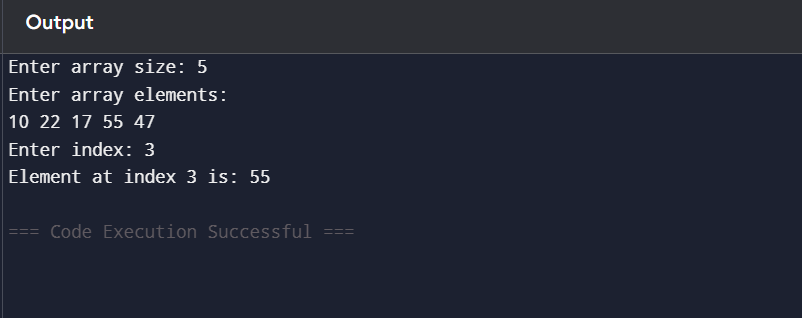 Output
Enter array size: 5
Enter array elements:
10 22 17 55 47
Enter index: 3
Element at index 3 is: 55
=== Code Execution Successful ===